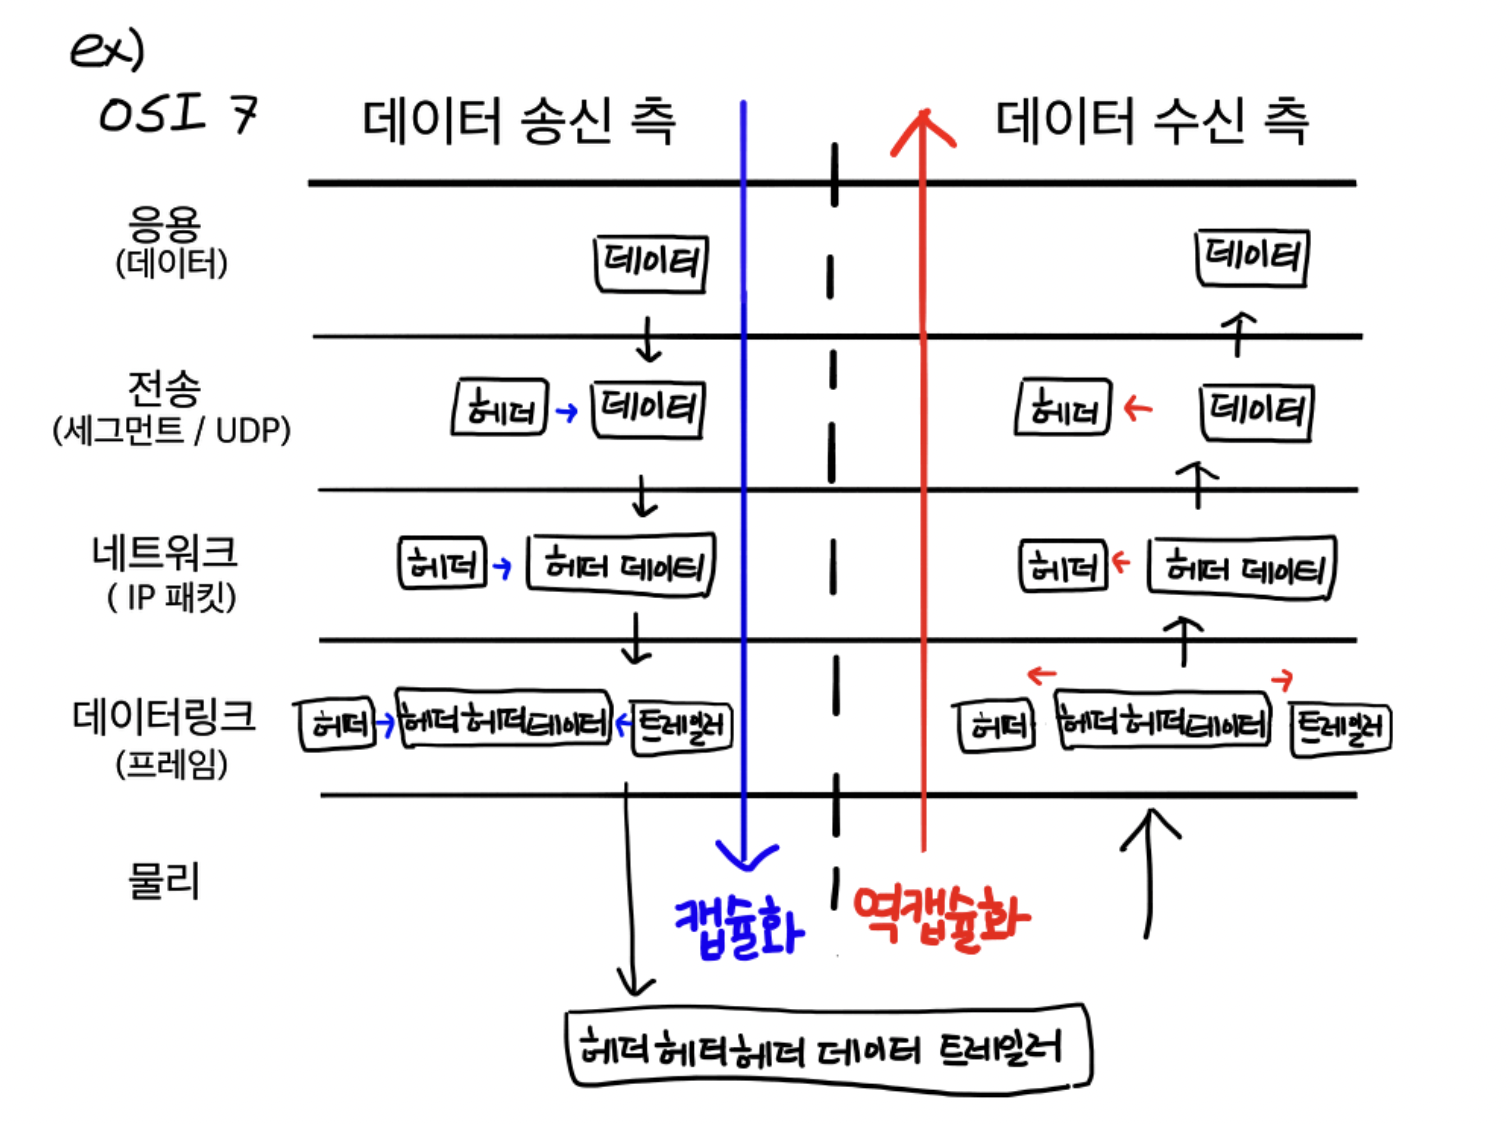 ex)
OSI 7
데이터 송신 측
데이터 수신 측
응용
(데이터)
데이터
데이터
전송
(세그먼트 / UDP)
헤더 → 데이터
헤더 ← 데이터
네트워크
( IP 패킷)
헤더 → 헤더 데이터
헤더 ← 헤더 데이터
데이터링크
(프레임)
헤더 → 헤더 헤더 데이터 ← 트레일러
헤더 헤더 헤더 데이터 트레일러
물리
캡슐화
역캡슐화
헤더 헤터 헤더 데이터 트레일러